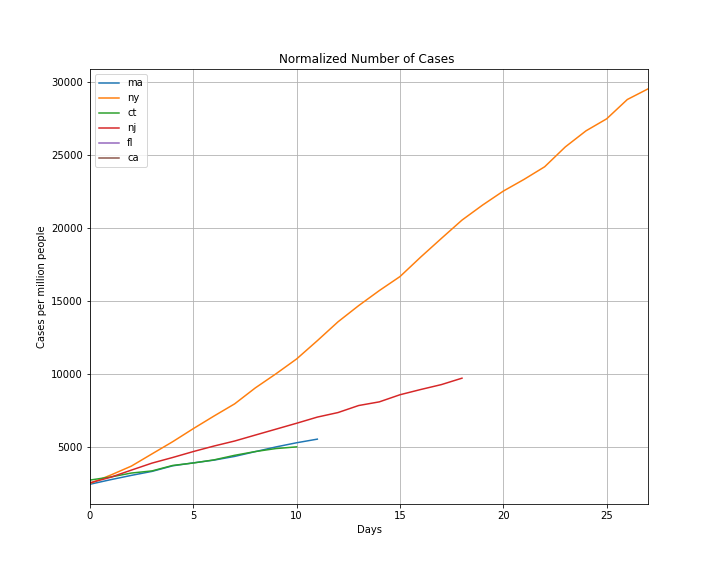 Normalized Number of Cases
ma
ny
ct
nj
fl
ca
30000
25000
20000
15000
10000
5000
Cases per million people
0 5 10 15 20 25
Days